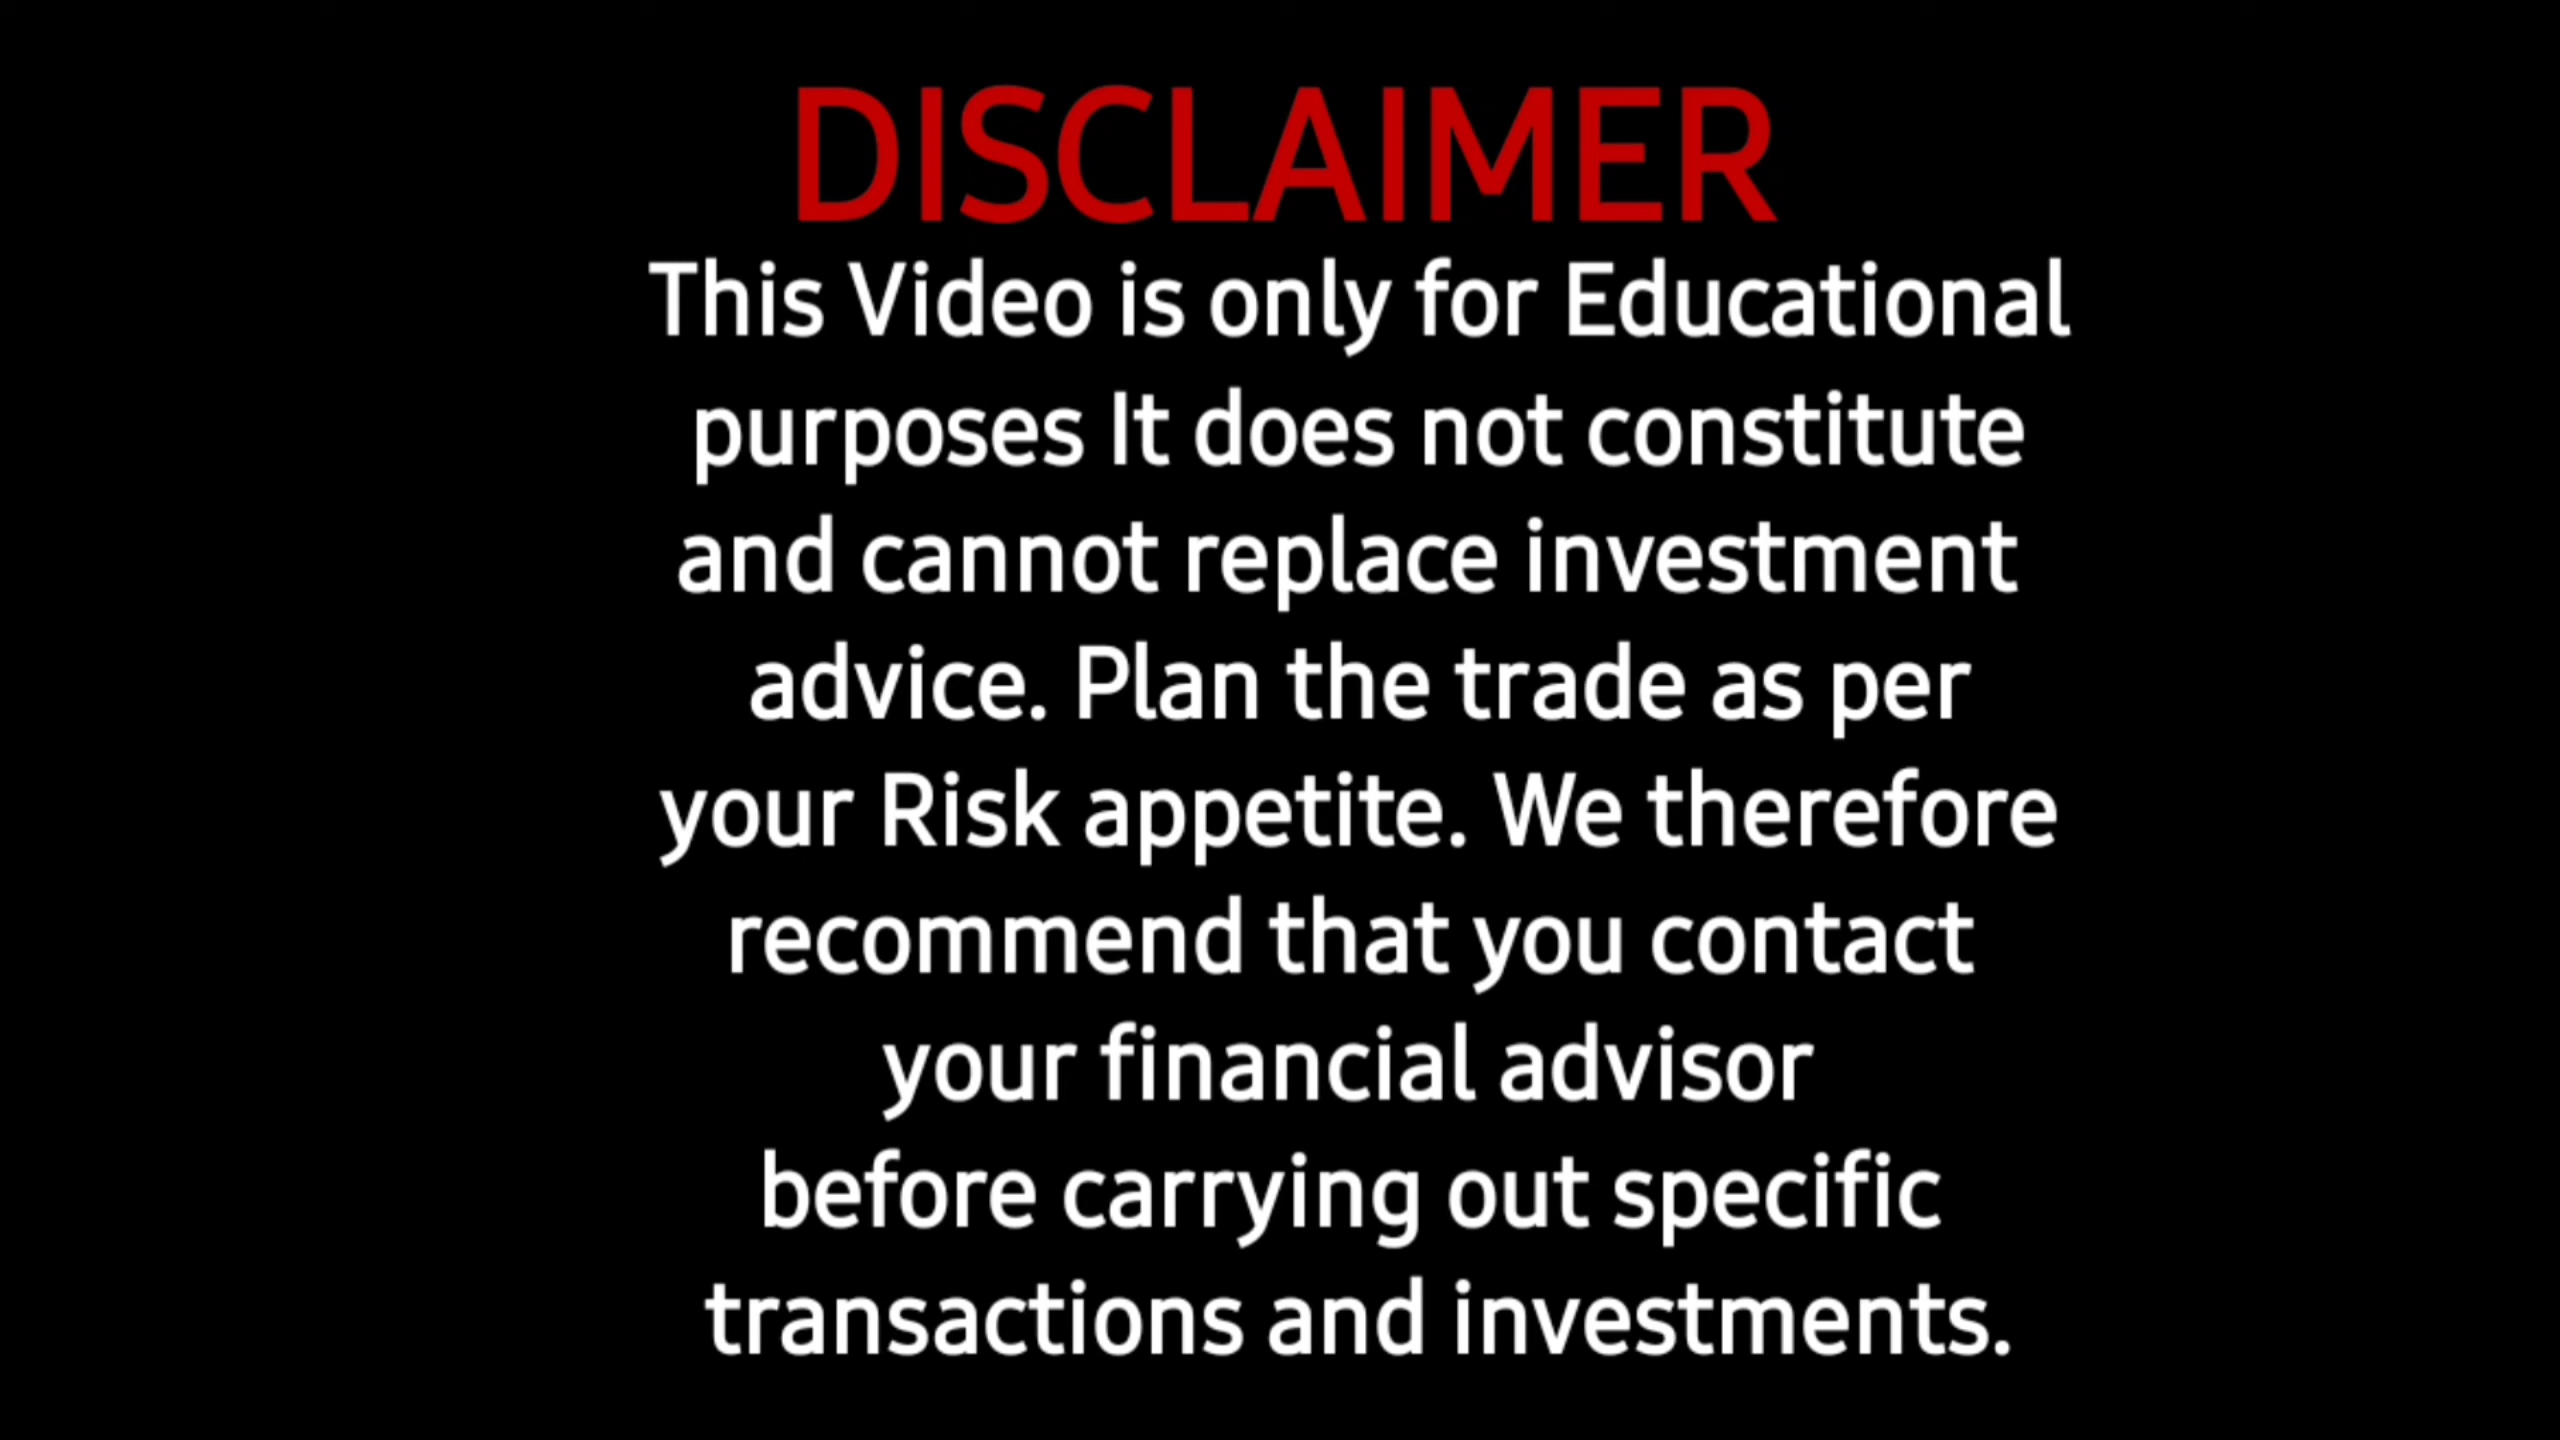 DISCLAIMER
This Video is only for Educational
purposes It does not constitute
and cannot replace investment
advice. Plan the trade as per
your Risk appetite. We therefore
recommend that you contact
your financial advisor
before carrying out specific
transactions and investments.